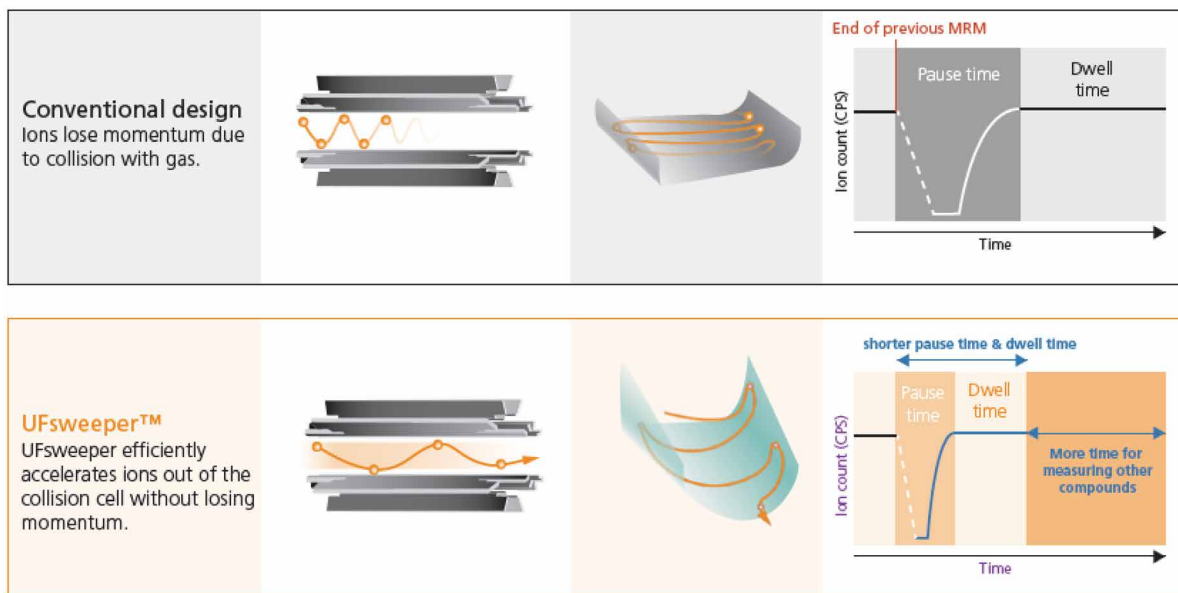 Conventional design
Ions lose momentum due
to collision with gas.
End of previous MRM
Pause time
Dwell
time
Ion count (CPS)
Time
UFsweeper™
UFsweeper efficiently
accelerates ions out of the
collision cell without losing
momentum.
shorter pause time & dwell time
Pause
time
Dwell
time
More time for
measuring other
compounds
Ion count (CPS)
Time